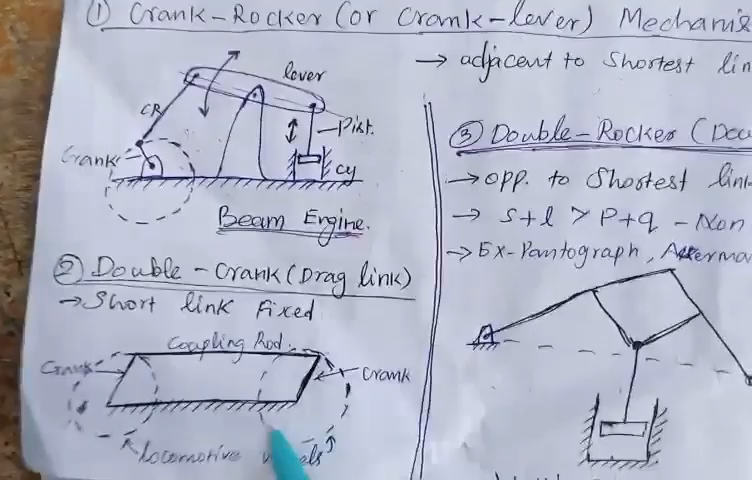 ① Crank-Rocker (or Crank-lever) Mechanis
→ adjacent to Shortest lin
lever
CR
Crank
Pist.
Cy
Beam Engine.
② Double-Crank (Drag link)
→ Short link Fixed
Coupling Rod.
Crank
Crank
locomotive
③ Double-Rocker (Dou
→ opp. to Shortest link
→ S+l > P+q - Non
→ Ex-Pantograph, Ackerma